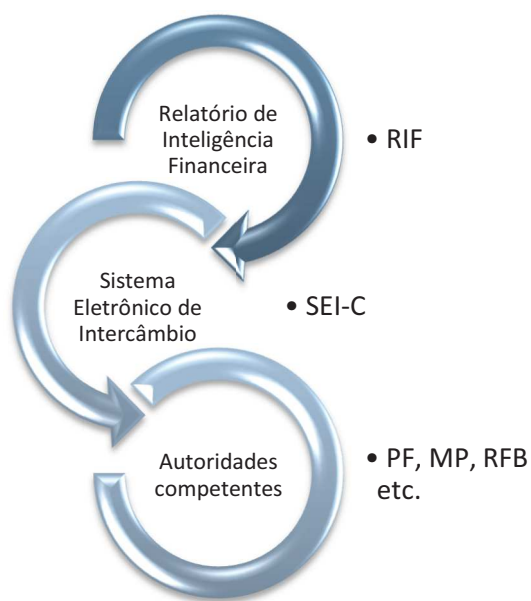 Relatório de
Inteligência
Financeira
• RIF
Sistema
Eletrônico de
Intercâmbio
• SEI-C
Autoridades
competentes
• PF, MP, RFB
etc.